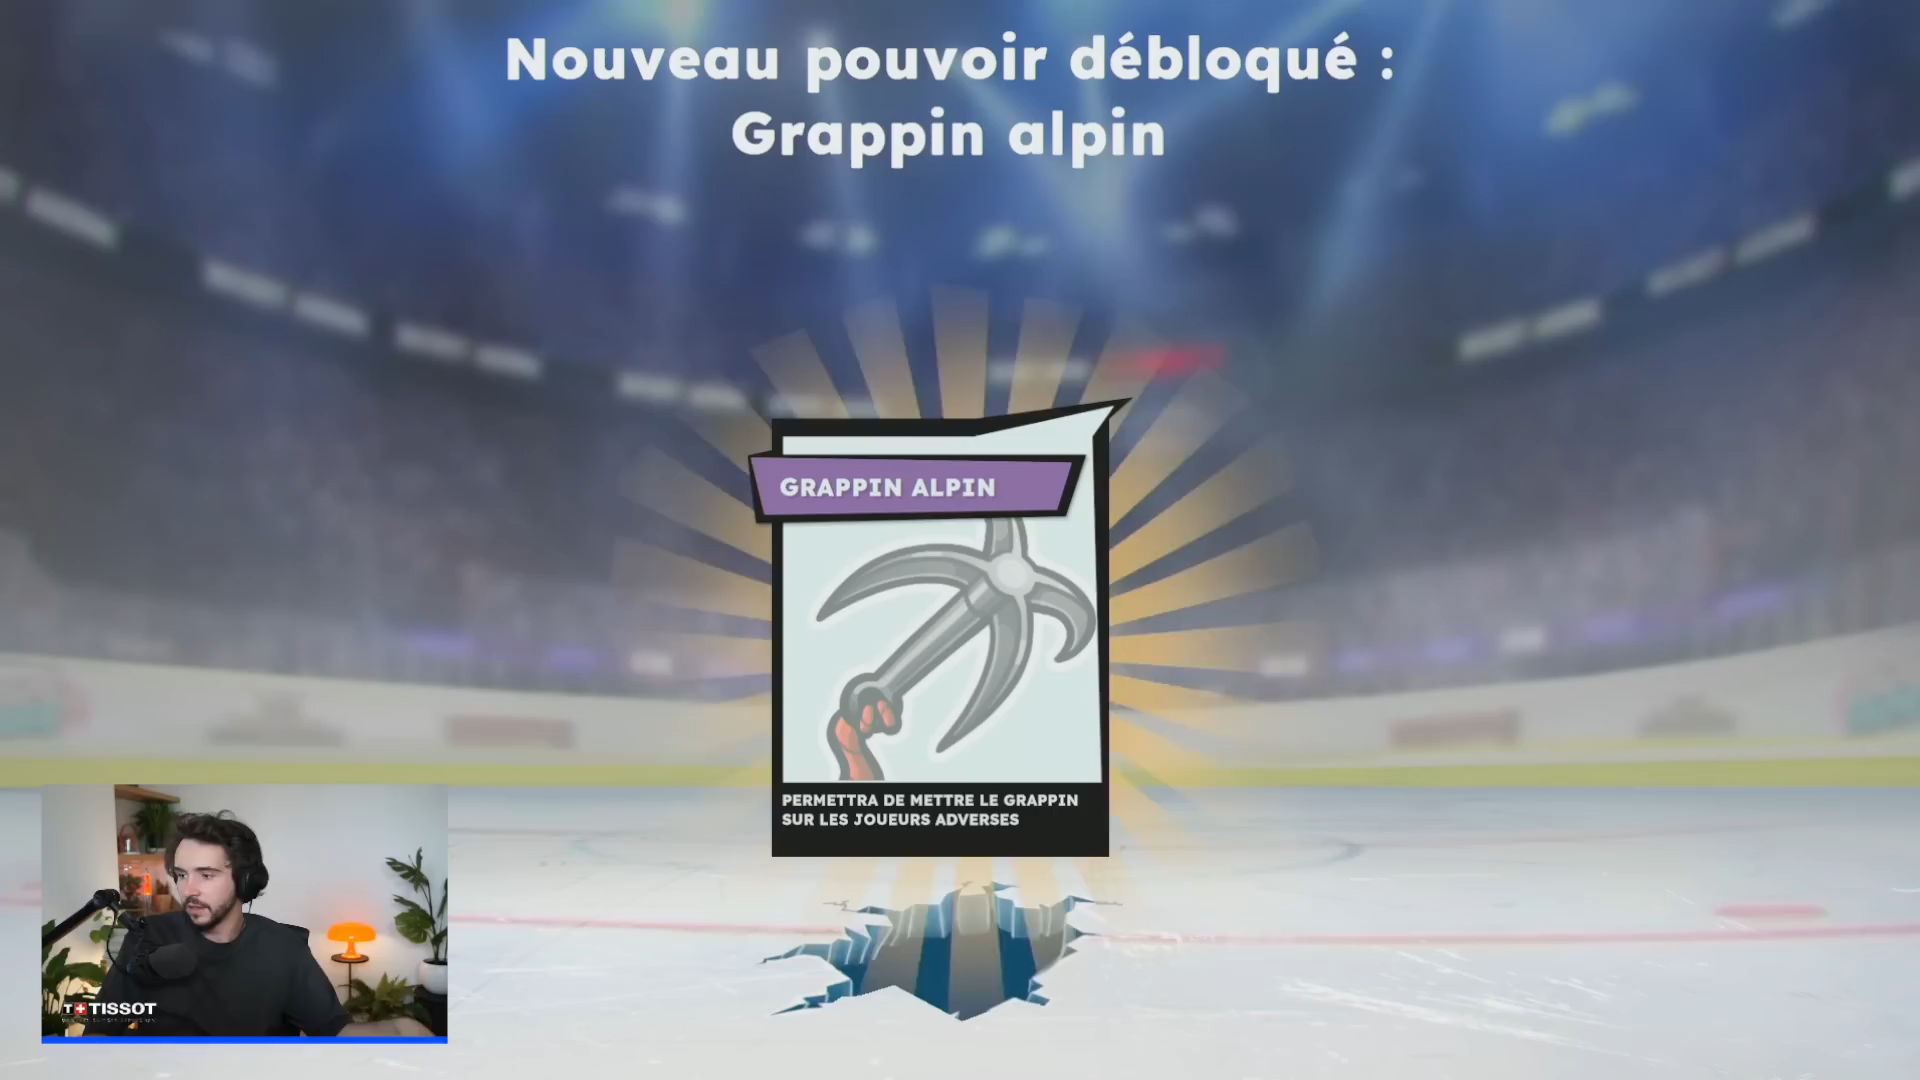 Nouveau pouvoir débloqué :
Grappin alpin
GRAPPIN ALPIN
PERMETTRA DE METTRE LE GRAPPIN
SUR LES JOUEURS ADVERSES
T+TISSOT